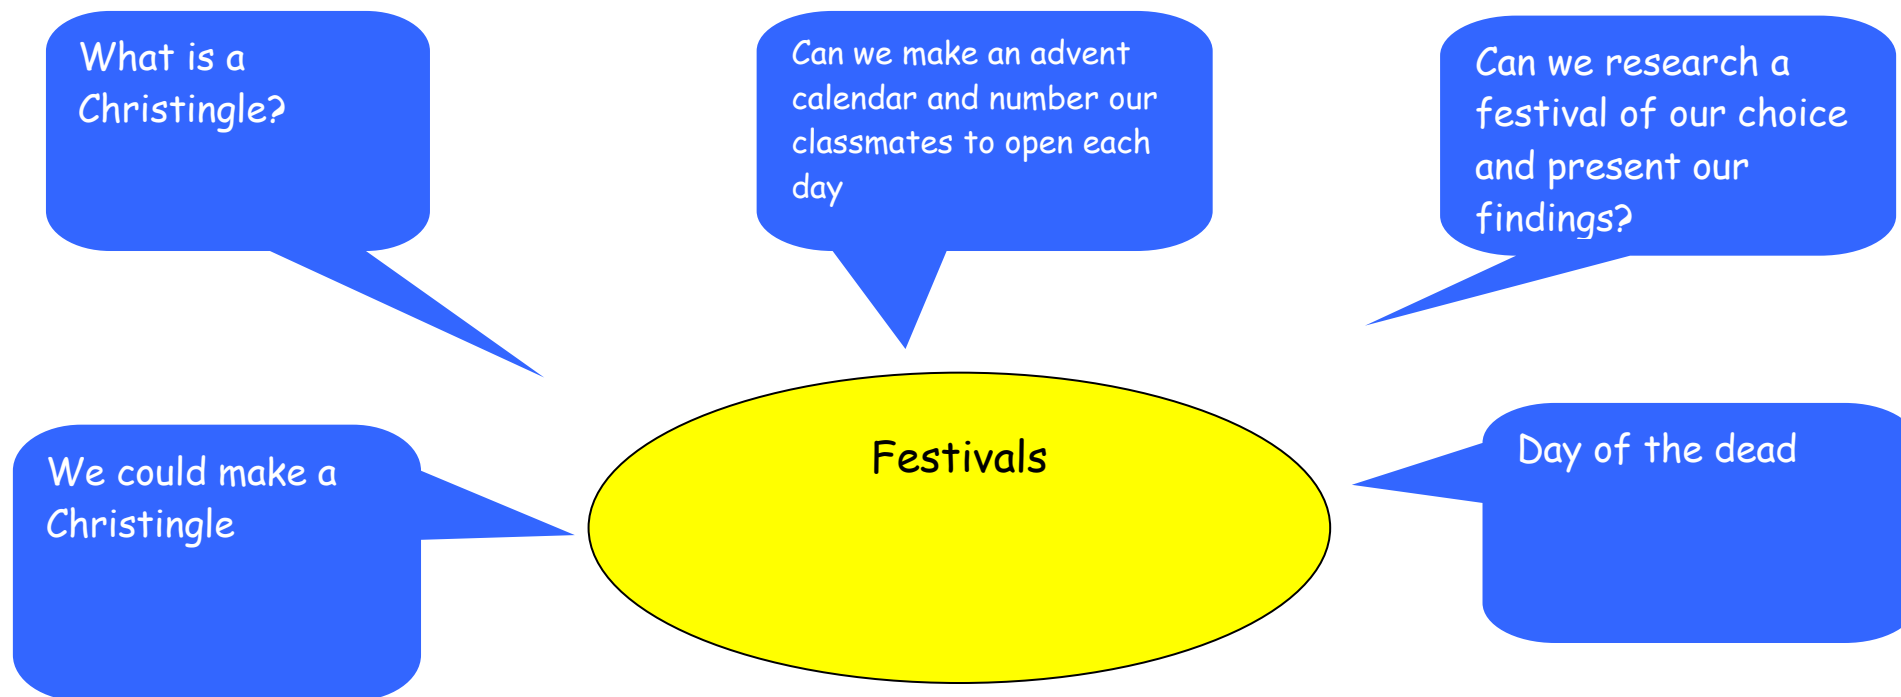 What is a
Christingle?
Can we make an advent
calendar and number our
classmates to open each
day
Can we research a
festival of our choice
and present our
findings?
We could make a
Christingle
Festivals
Day of the dead